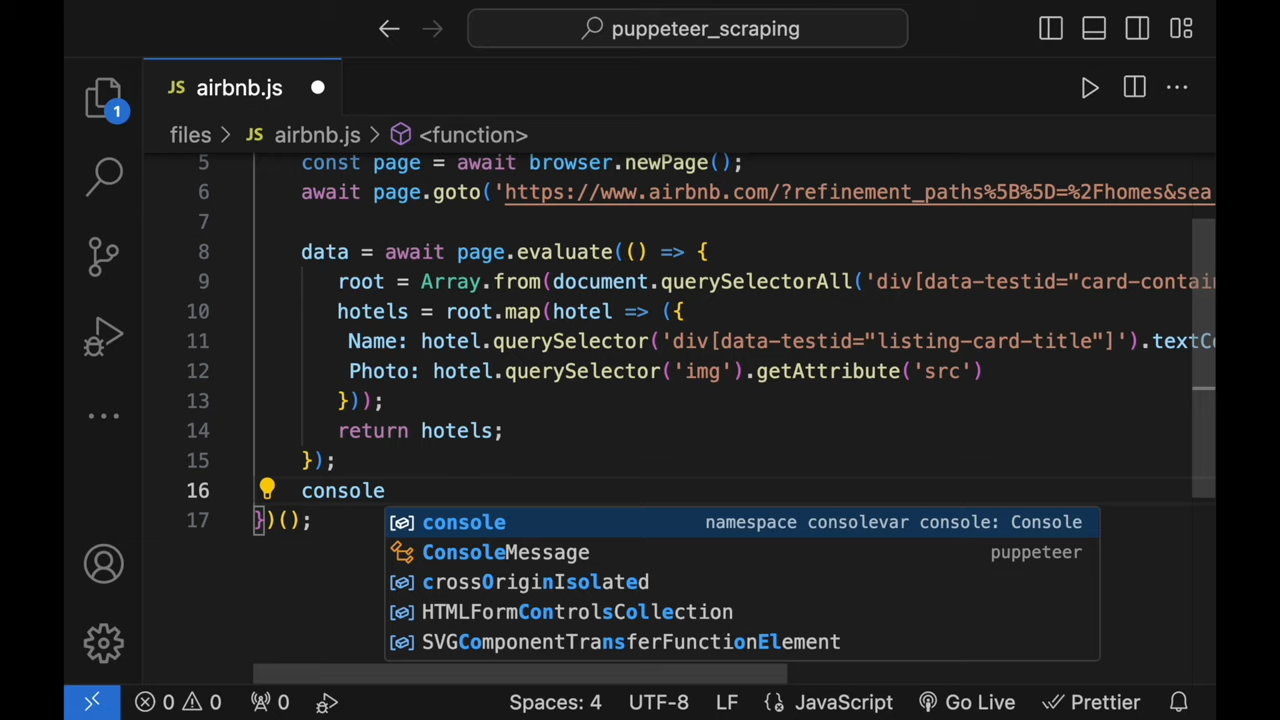 puppeteer_scraping
JS airbnb.js
files > JS airbnb.js > <function>
5 const page = await browser.newPage();
6 await page.goto('https://www.airbnb.com/?refinement_paths%5B%5D=%2Fhomes&sea
7
8 data = await page.evaluate(() => {
9 root = Array.from(document.querySelectorAll('div[data-testid="card-contain
10 hotels = root.map(hotel => ({
11 Name: hotel.querySelector('div[data-testid="listing-card-title"]').textCo
12 Photo: hotel.querySelector('img').getAttribute('src')
13 }));
14 return hotels;
15 });
16 console
17 })();
console namespace consolevar console: Console
ConsoleMessage puppeteer
crossOriginIsolated
HTMLFormControlsCollection
SVGComponentTransferFunctionElement
1
0 0 0 Spaces: 4 UTF-8 LF {} JavaScript Go Live Prettier